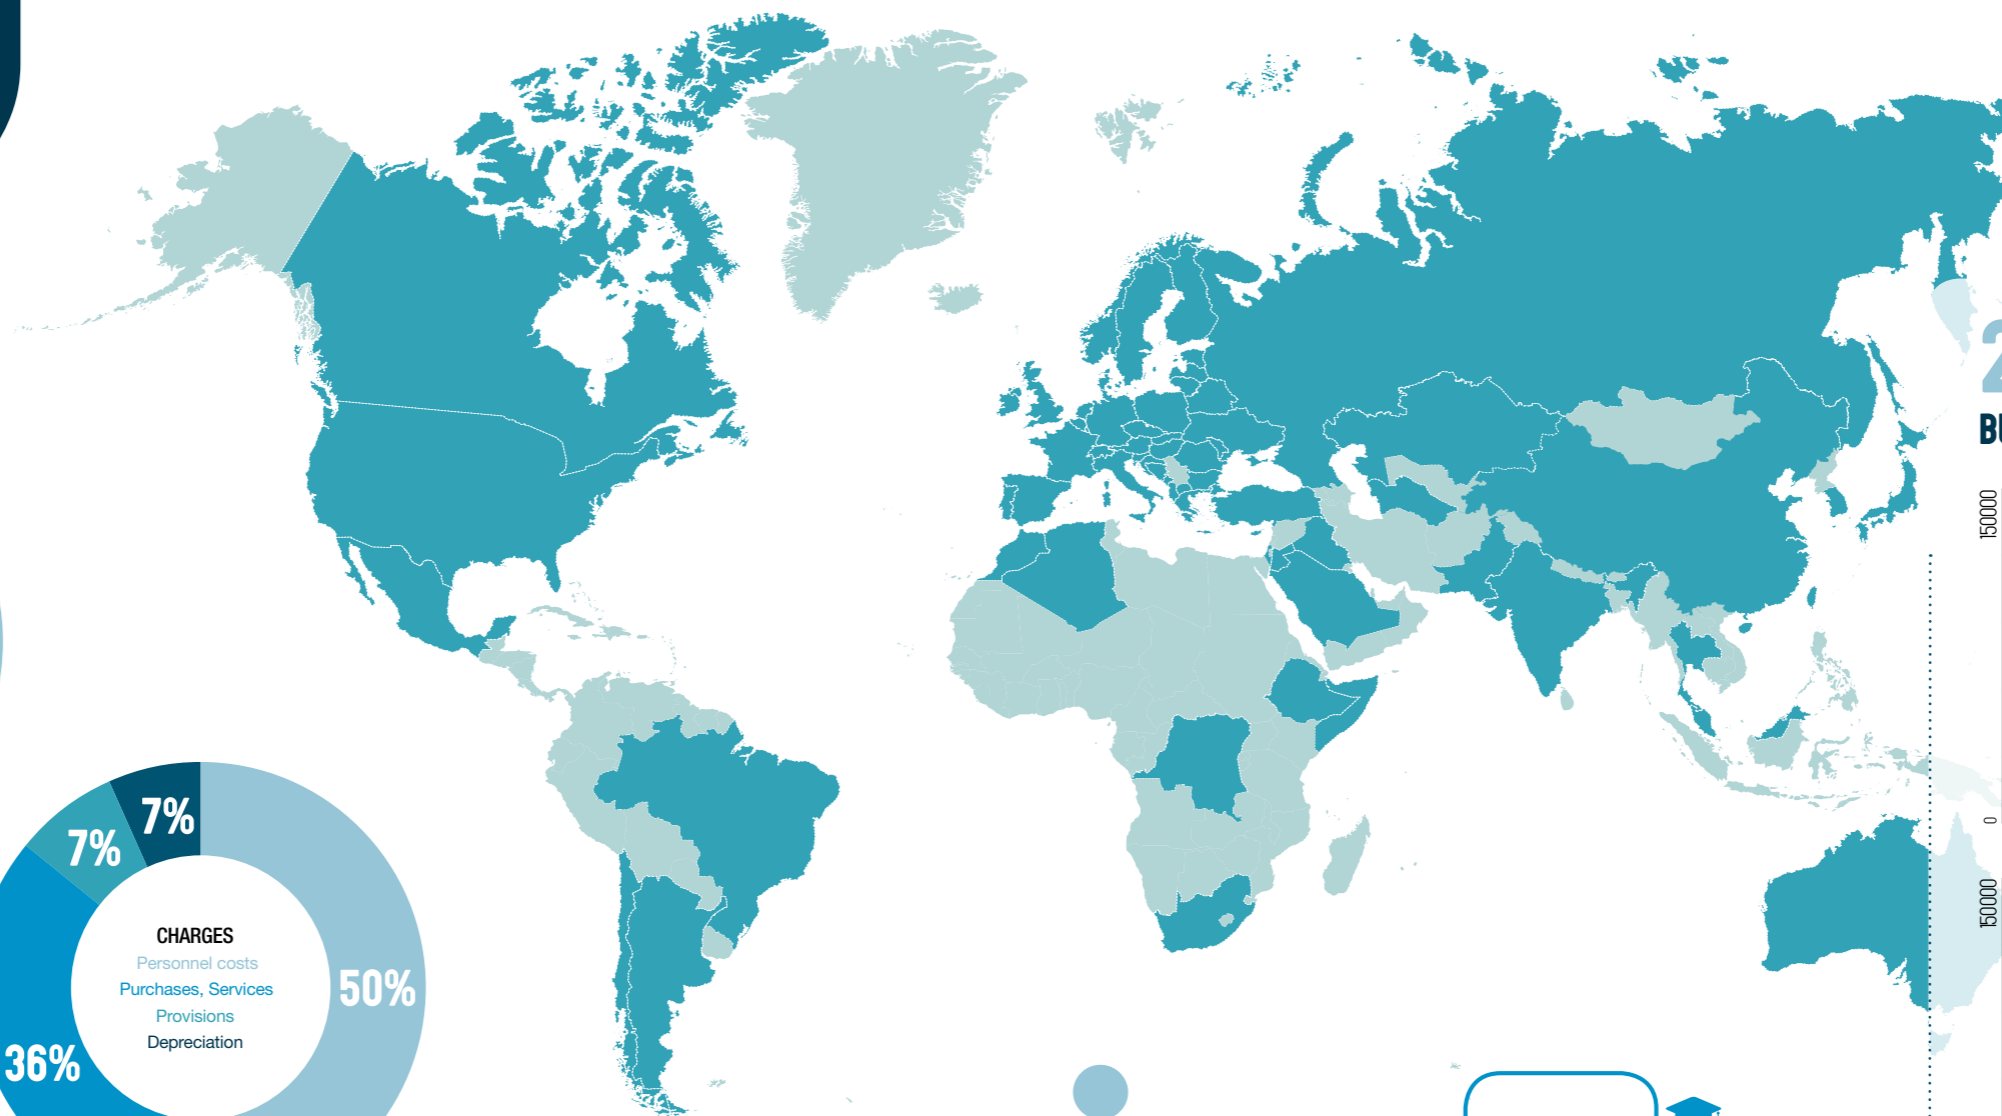 7%
7%
CHARGES
Personnel costs
Purchases, Services
Provisions
Depreciation
50%
36%
150000
0
150000